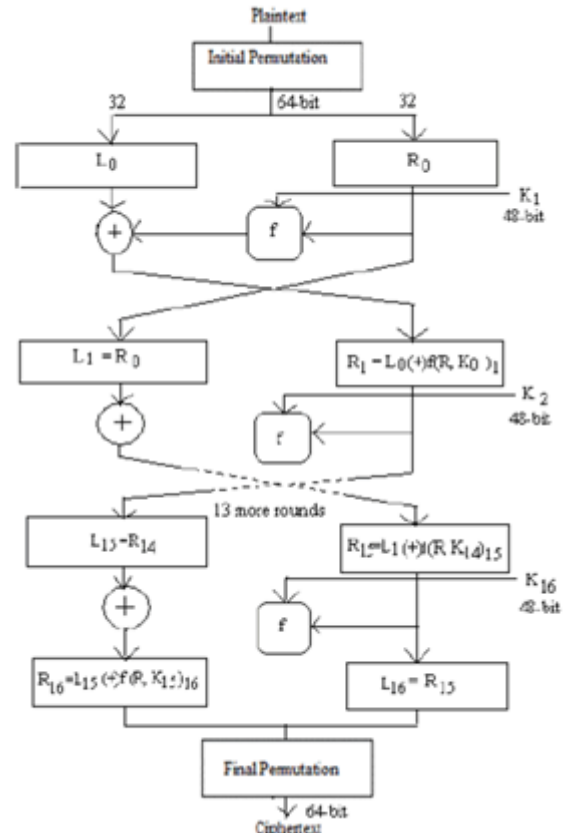 Plaintext
Initial Permutation
32 64-bit 32
L0 R0
K1
48-bit
+ f
L1 = R0 R1 = L0(+)f(R, K0 )1
K2
48-bit
+ f
13 more rounds
L15=R14 R15=L1(+)f(R K14)15
K16
48-bit
+ f
R16=L15(+)f(R, K15)16 L16 = R15
Final Permutation
64-bit
Ciphertext